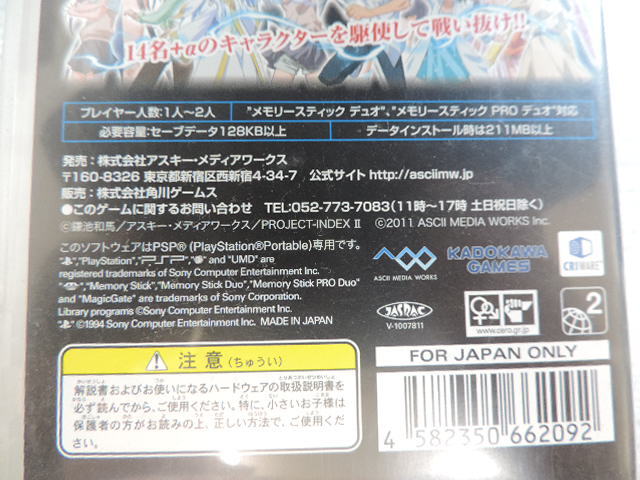 14名+αのキャラクターを駆使して戦い抜け!!
プレイヤー人数:1人〜2人 "メモリースティック デュオ"、"メモリースティック PRO デュオ"対応
必要容量:セーブデータ128KB以上 データインストール時は211MB以上
発売:株式会社アスキー・メディアワークス
〒160-8326 東京都新宿区西新宿4-34-7 公式サイト http://asciimw.jp/
販売:株式会社角川ゲームス
●このゲームに関するお問い合わせ TEL:052-773-7083(11時〜17時 土日祝日除く)
©鎌池和馬/アスキー・メディアワークス/PROJECT-INDEX Ⅱ ©2011 ASCII MEDIA WORKS Inc.
このソフトウェアはPSP® (PlayStation®Portable)専用です。
"PlayStation", "PSP", and "UMD" are
registered trademarks of Sony Computer Entertainment Inc.
"Memory Stick", "Memory Stick Duo", "Memory Stick PRO Duo"
and "MagicGate" are trademarks of Sony Corporation.
Library programs ©Sony Computer Entertainment Inc.
©1994 Sony Computer Entertainment Inc. MADE IN JAPAN
ASCII MEDIA WORKS
KADOKAWA
GAMES
CRIWARE
JASRAC
V-1007811
www.cero.gr.jp
2
FOR JAPAN ONLY
注意(ちゅうい)
解説書およびお使いになるハードウェアの取扱説明書を
必ず読んでから、ご使用ください。特に、小さいお子様は
保護者の方がお読みの上、正しい方法で、ご使用ください。
4 582350 662092